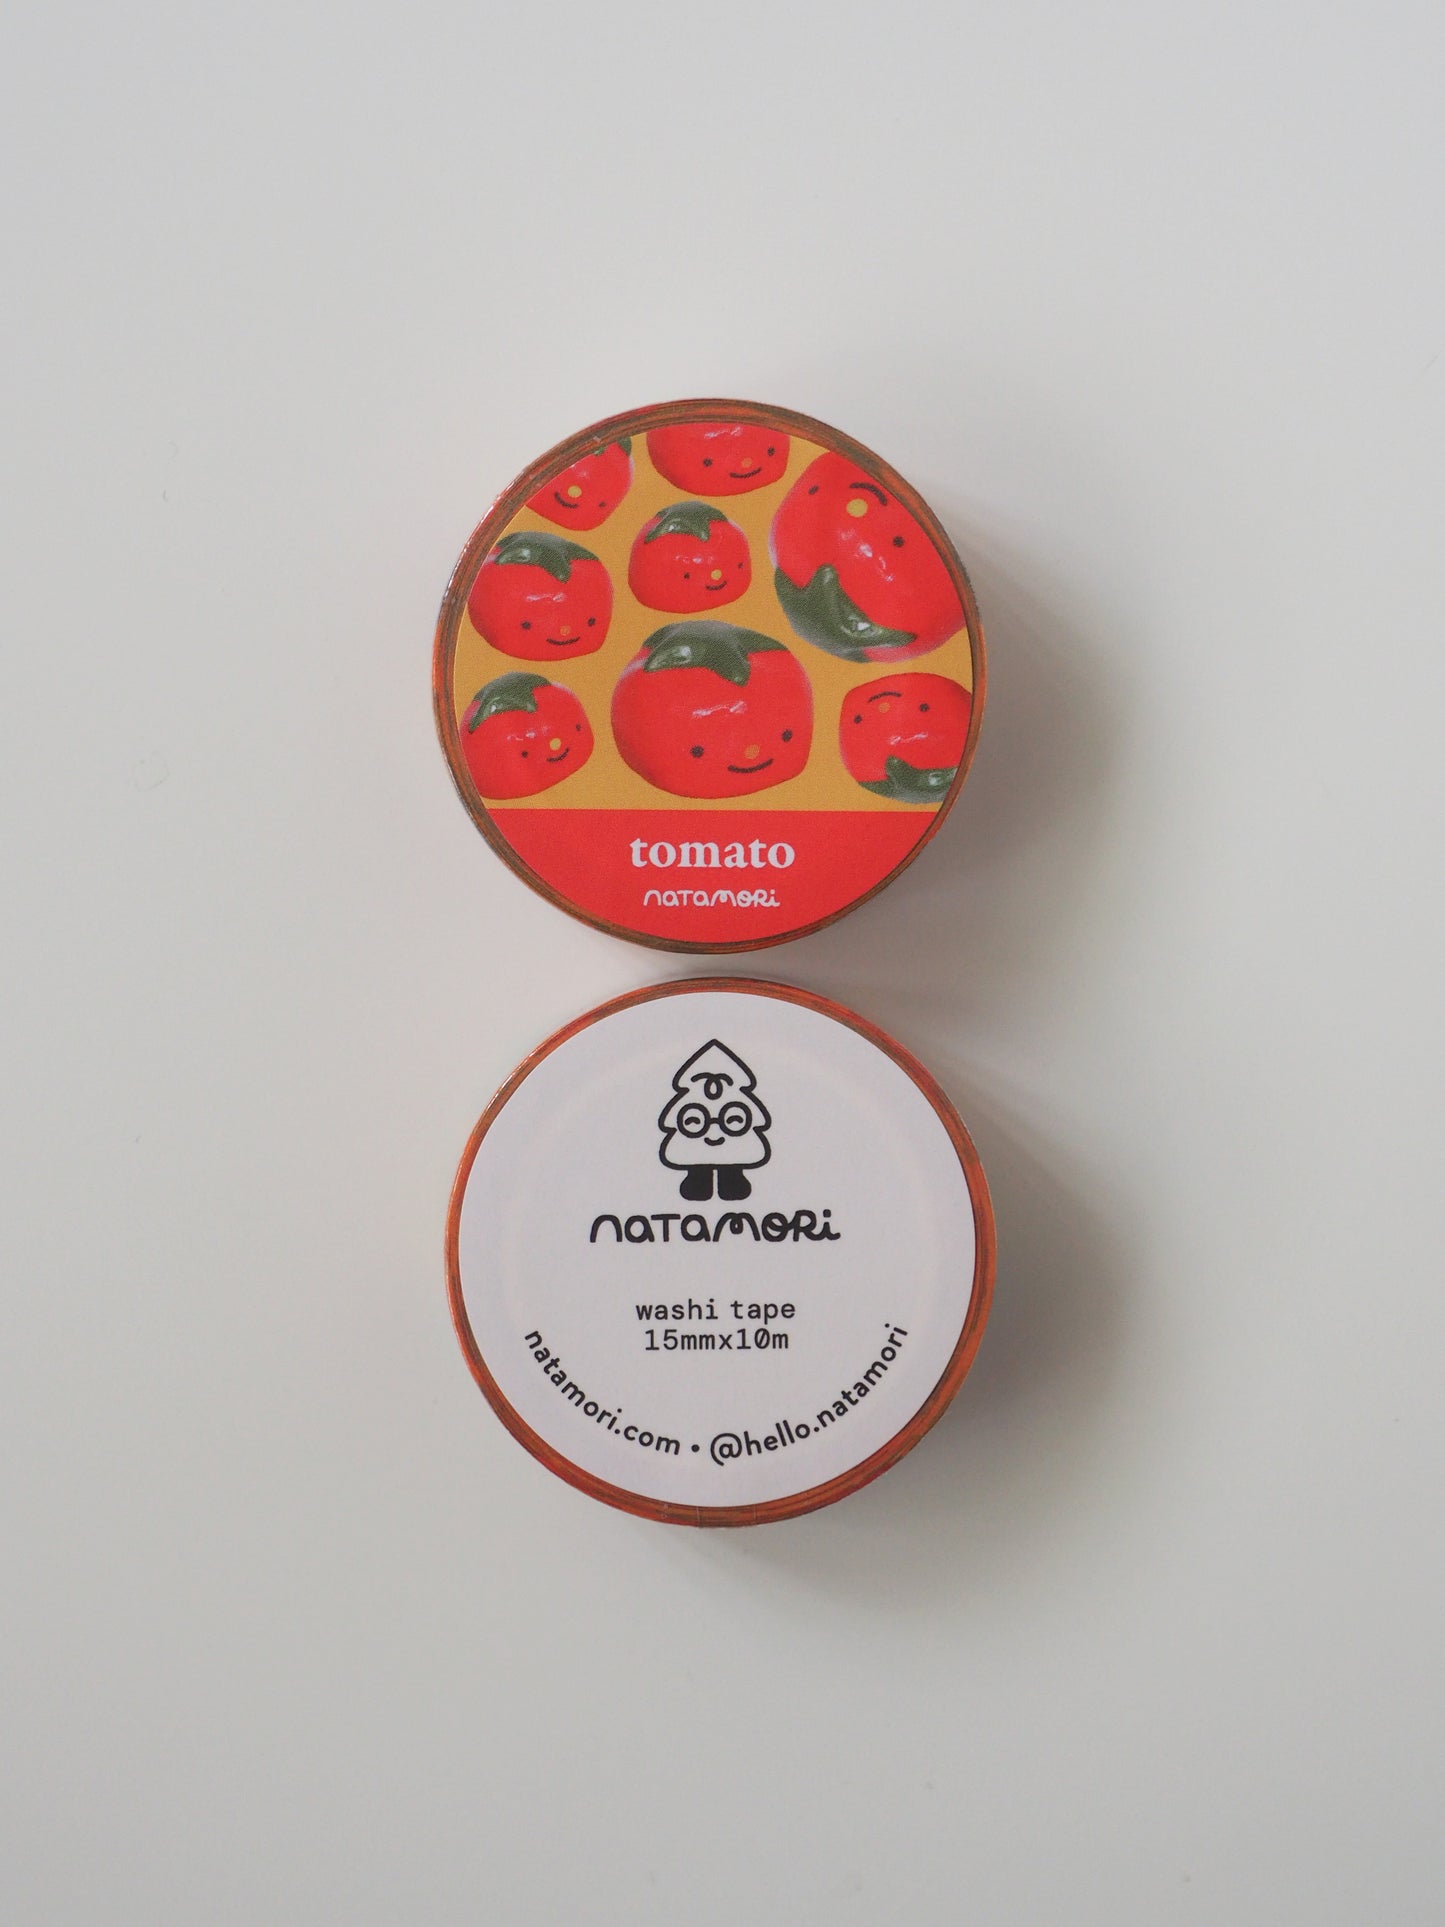 tomato
natamori
natamori
washi tape
15mmx10m
natamori.com • @hello.natamori